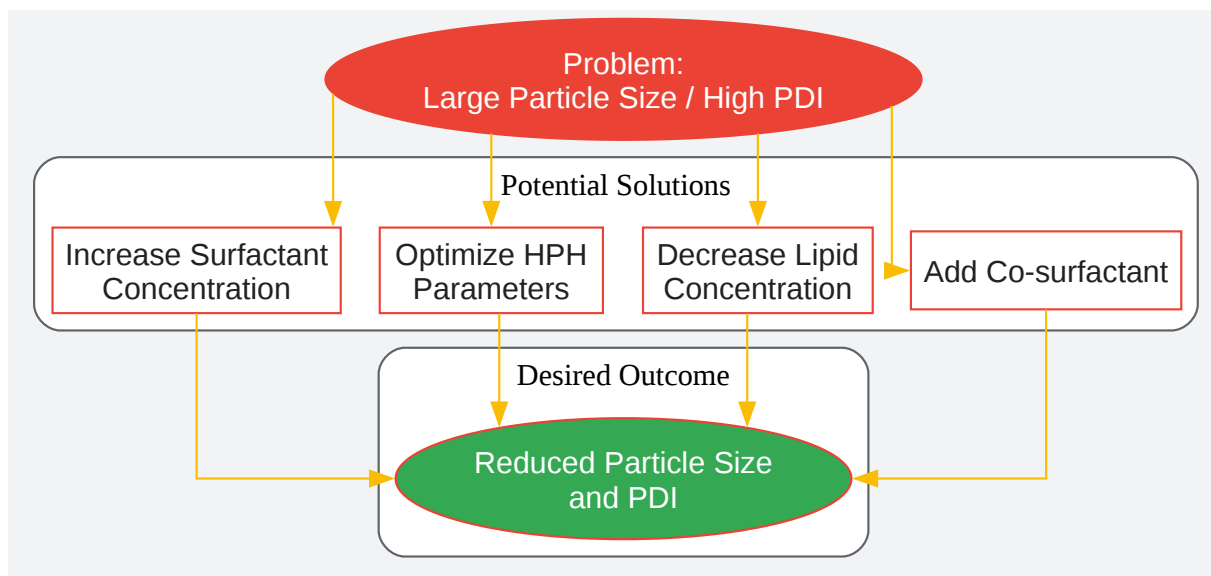 Problem:
Large Particle Size / High PDI
Potential Solutions
Increase Surfactant
Concentration
Optimize HPH
Parameters
Decrease Lipid
Concentration
Add Co-surfactant
Desired Outcome
Reduced Particle Size
and PDI